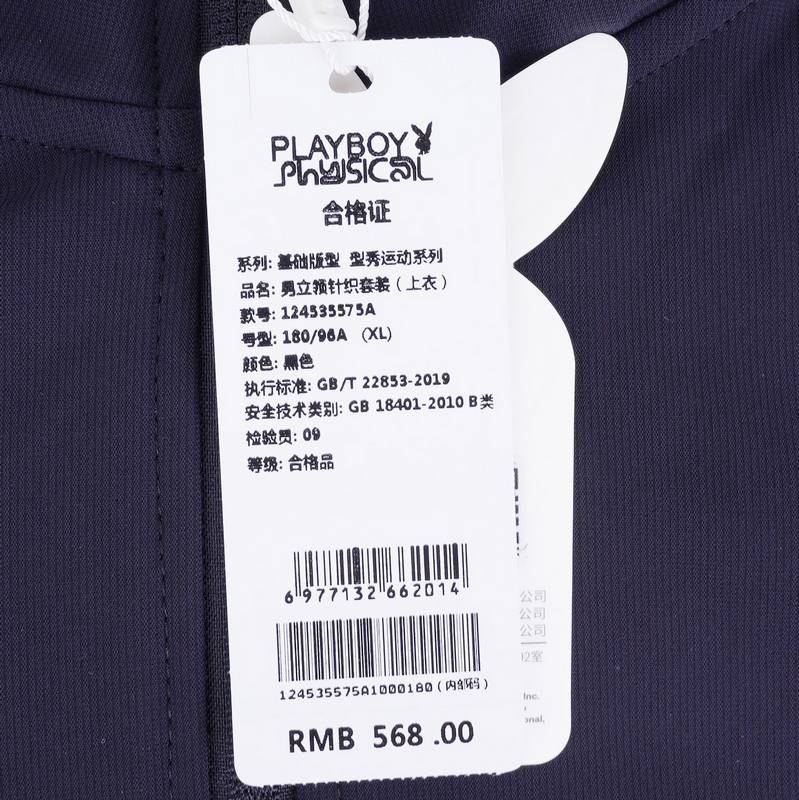 PLAYBOY
PhYSICAL
合格证
系列: 基础版型 型秀运动系列
品名: 男立领针织套装（上衣）
款号: 124535575A
号型: 180/96A （XL）
颜色: 黑色
执行标准: GB/T 22853-2019
安全技术类别: GB 18401-2010 B类
检验员: 09
等级: 合格品
6 977132 662014
124535575A1000180（内部码）
RMB 568.00
公司
公司
公司
02室
Inc.
onal,